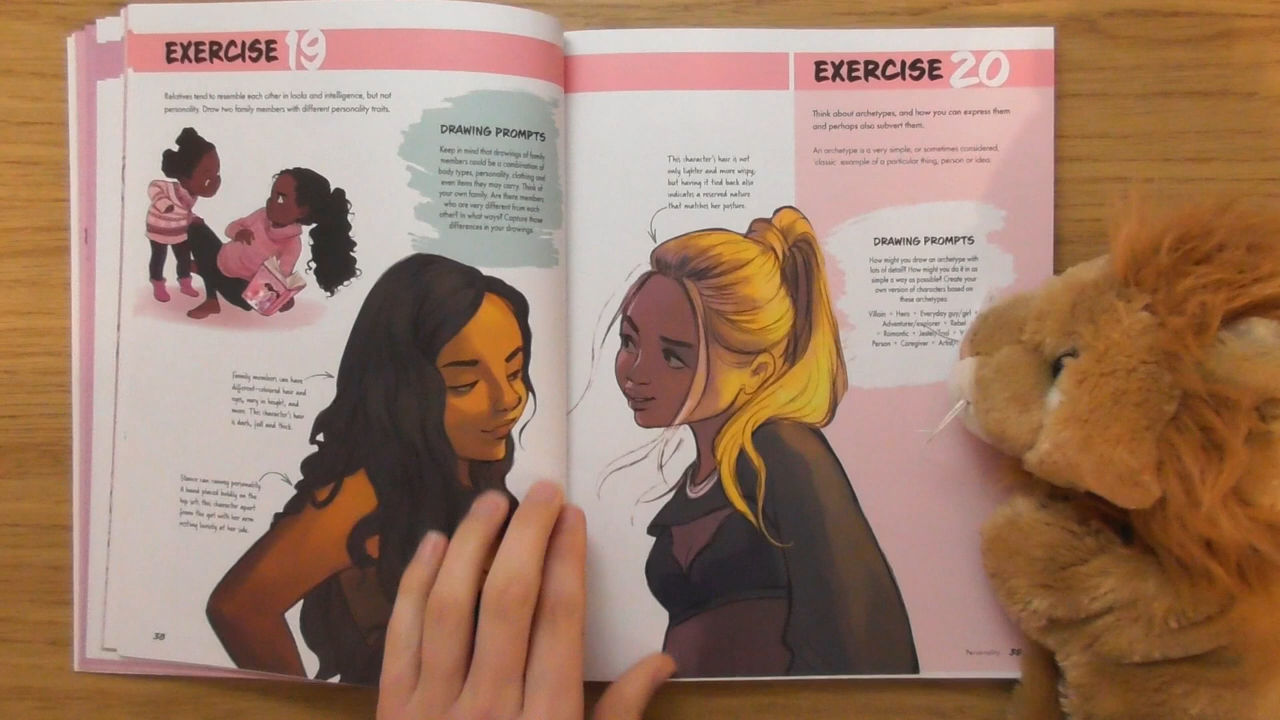 EXERCISE 19
Relatives tend to resemble each other in looks and intelligence, but not
personality. Draw two family members with different personality traits.
DRAWING PROMPTS
Keep in mind that drawings of family
members could be a combination of
body types, personality, clothing and
even items they may carry. Think of
your own family. Are there members
who are very different from each
other? In what ways? Capture those
differences in your drawings.
Family members can have
different-coloured hair and
eyes, vary in height, and
more. This character's hair
is dark, full and thick.
Stance can convey personality.
A hand placed boldly on the
hip sets this character apart
from the girl with her arm
resting loosely at her side.
38
EXERCISE 20
Think about archetypes, and how you can express them
and perhaps also subvert them.
An archetype is a very simple, or sometimes considered,
'classic' example of a particular thing, person or idea.
This character's hair is not
only lighter and more wispy,
but having it tied back also
indicates a reserved nature
that matches her posture.
DRAWING PROMPTS
How might you draw an archetype with
lots of detail? How might you do it in as
simple a way as possible? Create your
own version of characters based on
these archetypes:
Villain • Hero • Everyday guy/girl •
Adventurer/explorer • Rebel
• Romantic • Jester/fool •
Person • Caregiver •
Personality